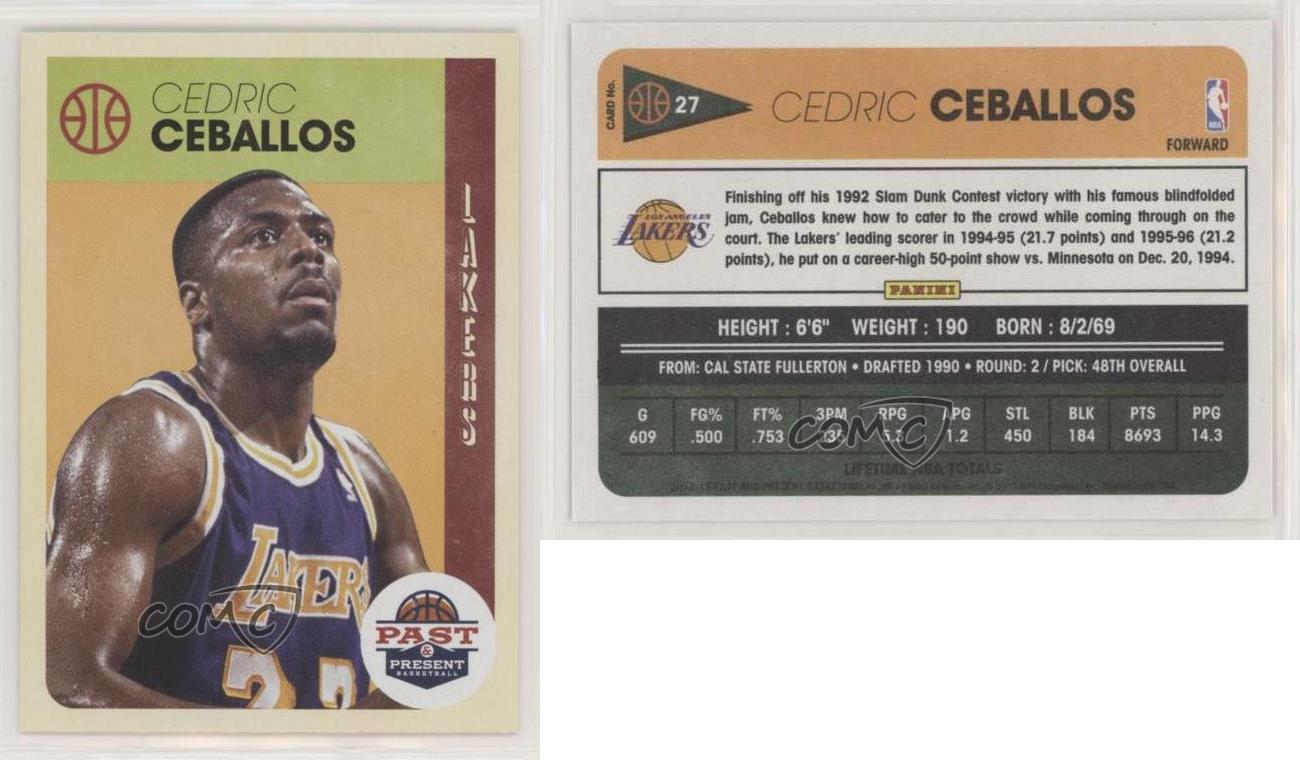 CEDRIC
CEBALLOS
LAKERS
LAKERS
COMC
PAST
&
PRESENT
BASKETBALL
CARD No.
27
CEDRIC CEBALLOS
NBA
FORWARD
LOS ANGELES
LAKERS
Finishing off his 1992 Slam Dunk Contest victory with his famous blindfolded
jam, Ceballos knew how to cater to the crowd while coming through on the
court. The Lakers' leading scorer in 1994-95 (21.7 points) and 1995-96 (21.2
points), he put on a career-high 50-point show vs. Minnesota on Dec. 20, 1994.
PANINI
HEIGHT : 6'6" WEIGHT : 190 BORN : 8/2/69
FROM: CAL STATE FULLERTON • DRAFTED 1990 • ROUND: 2 / PICK: 48TH OVERALL
G FG% FT% 3PM RPG APG STL BLK PTS PPG
609 .500 .753 5.3 1.2 450 184 8693 14.3
COMC
LIFETIME NBA TOTALS